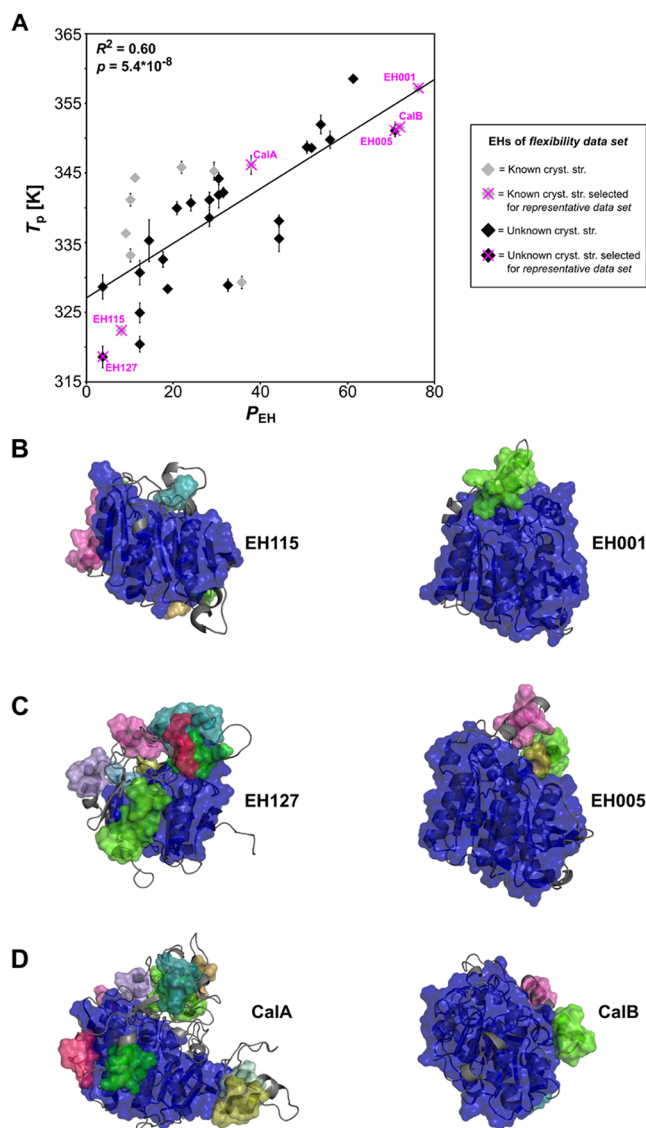 A
R² = 0.60
p = 5.4*10⁻⁸
365
355
345
335
325
315
Tp [K]
0
20
40
60
80
PEH
EH001
CalB
EH005
CalA
EH115
EH127
EHs of flexibility data set
= Known cryst. str.
= Known cryst. str. selected
for representative data set
= Unknown cryst. str.
= Unknown cryst. str. selected
for representative data set
B
EH115
EH001
C
EH127
EH005
D
CalA
CalB